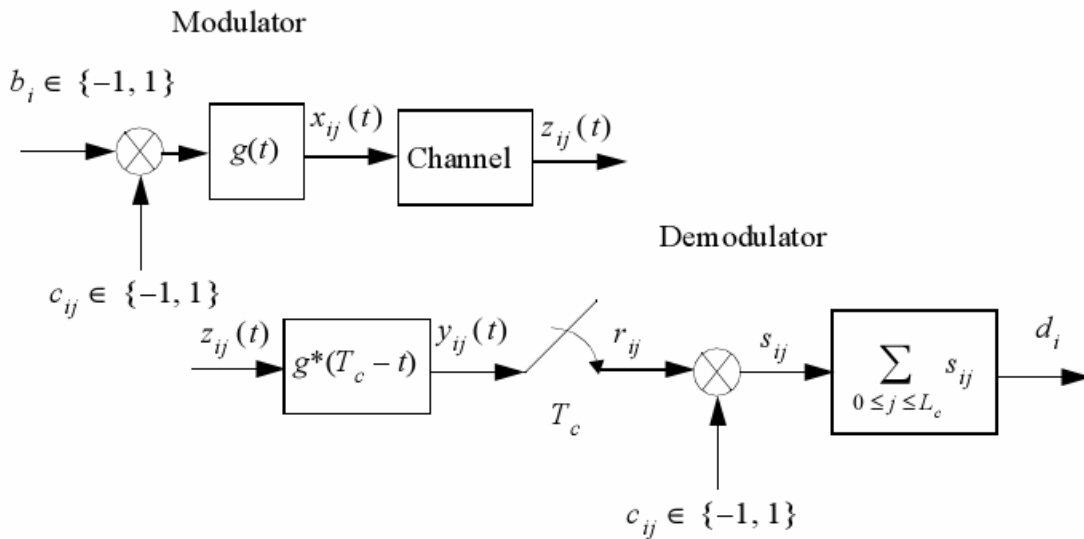 Modulator
b_i ∈ {–1, 1}
x_ij(t)
z_ij(t)
g(t)
Channel
c_ij ∈ {–1, 1}
Demodulator
z_ij(t)
g*(T_c – t)
y_ij(t)
T_c
r_ij
s_ij
∑ s_ij
0 ≤ j ≤ L_c
d_i
c_ij ∈ {–1, 1}